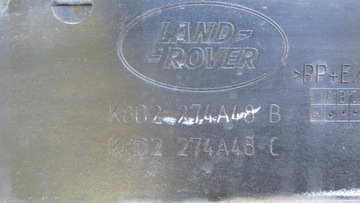 LAND-
-ROVER
>PP+E/
K8D2 274A48 B
K8D2 274A48 C